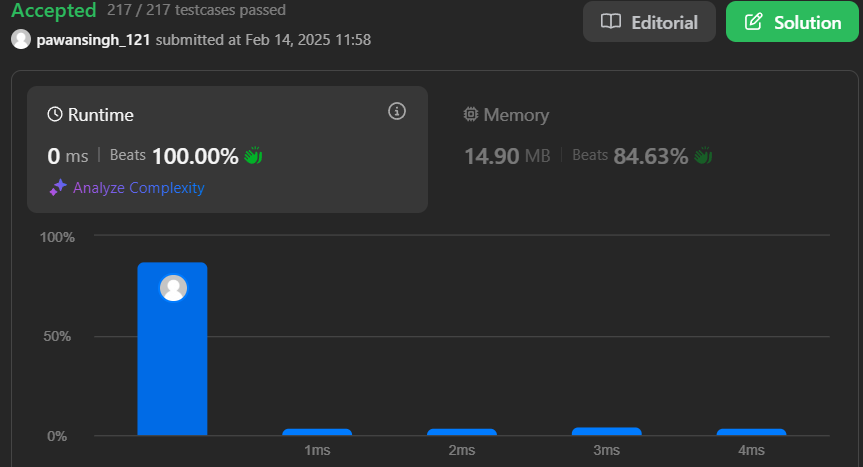 Accepted 217 / 217 testcases passed
pawansingh_121 submitted at Feb 14, 2025 11:58
Editorial
Solution
Runtime
0 ms | Beats 100.00%
Analyze Complexity
Memory
14.90 MB | Beats 84.63%
100%
50%
0%
1ms 2ms 3ms 4ms